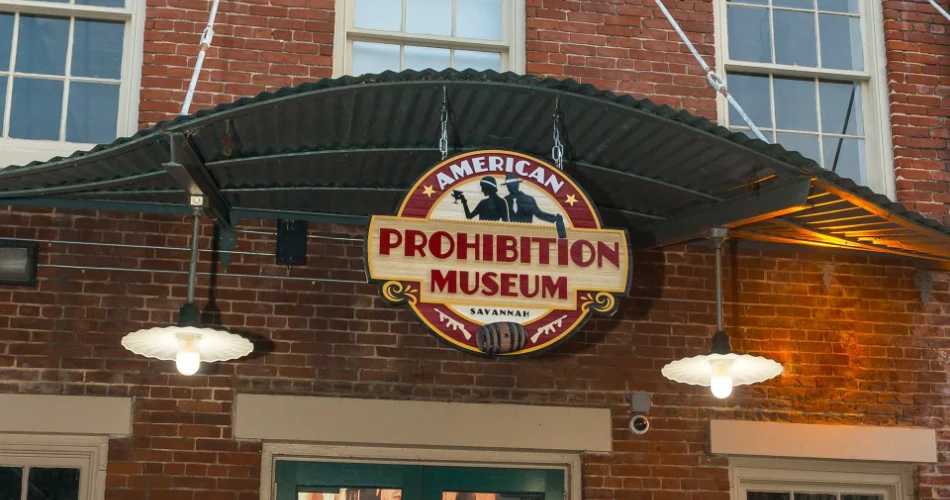 AMERICAN
PROHIBITION
MUSEUM
SAVANNAH